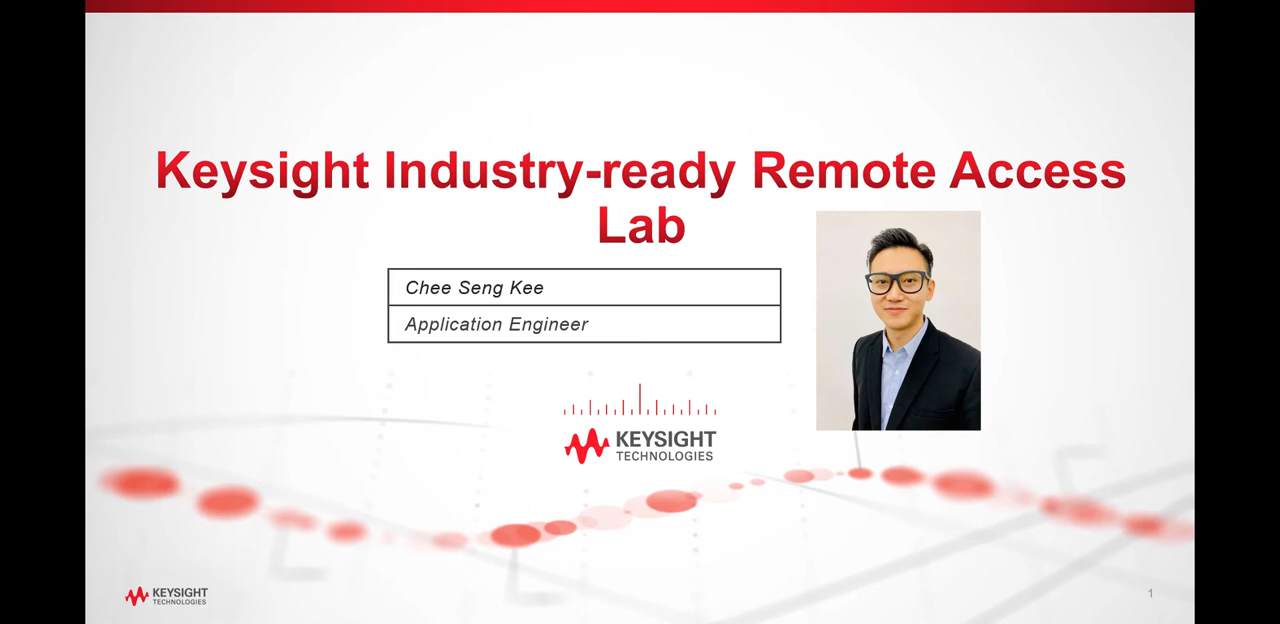 Keysight Industry-ready Remote Access
Lab
Chee Seng Kee
Application Engineer
KEYSIGHT
TECHNOLOGIES
KEYSIGHT
TECHNOLOGIES
1